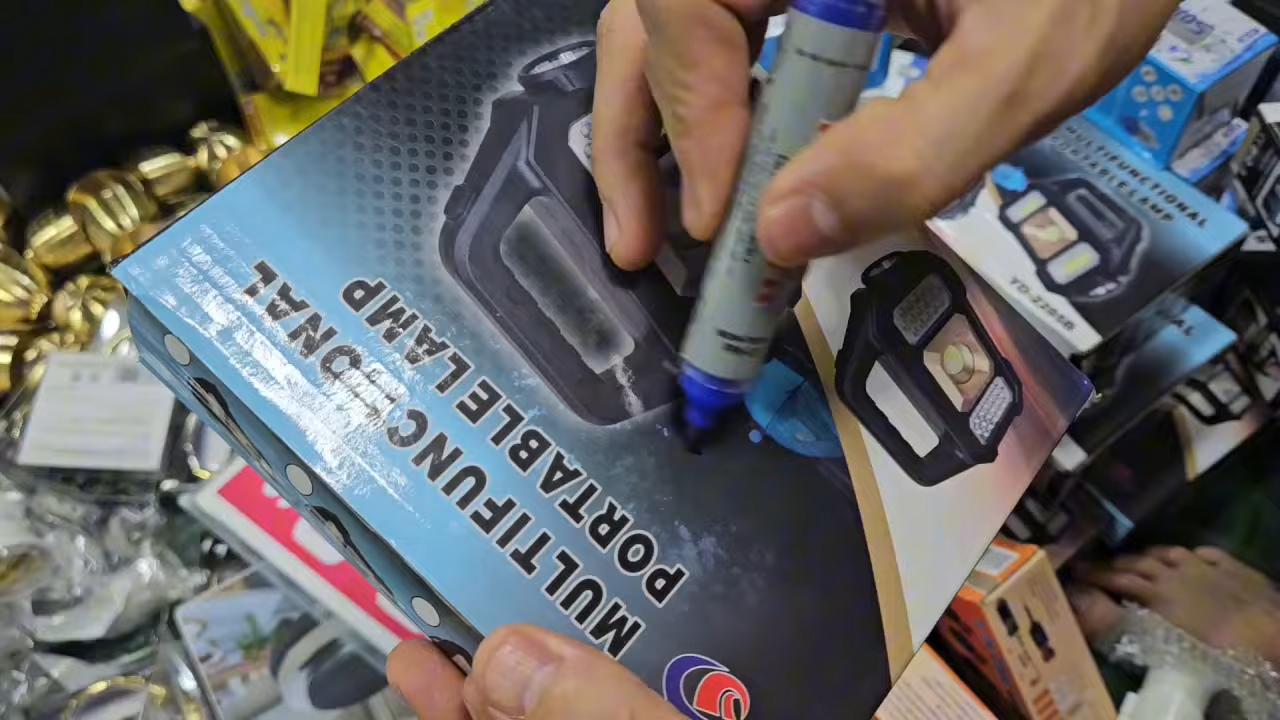 MULTIFUNCTIONAL
PORTABLE LAMP
MULTIFUNCTIONAL
PORTABLE LAMP
YD-2205B